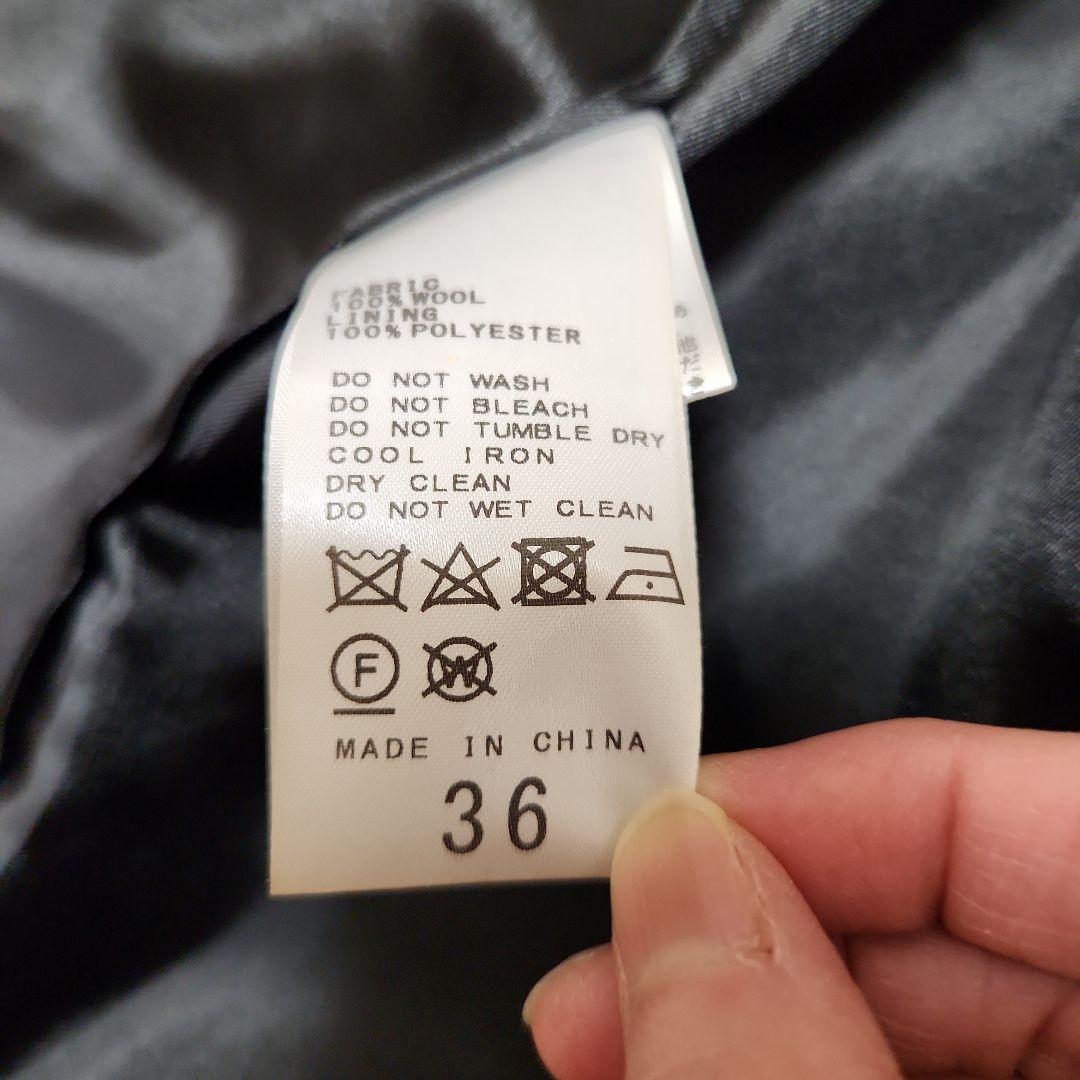 FABRIC
100% WOOL
LINING
100% POLYESTER
DO NOT WASH
DO NOT BLEACH
DO NOT TUMBLE DRY
COOL IRON
DRY CLEAN
DO NOT WET CLEAN
F W
MADE IN CHINA
36